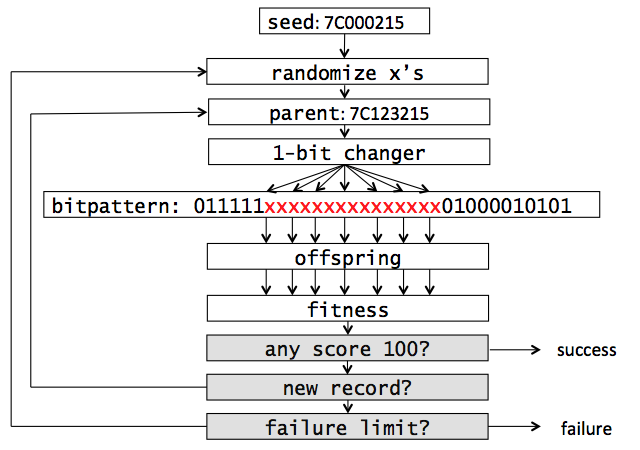 seed: 7C000215
randomize x's
parent: 7C123215
1-bit changer
bitpattern: 011111xxxxxxxxxxxxxxx01000010101
offspring
fitness
any score 100?
success
new record?
failure limit?
failure